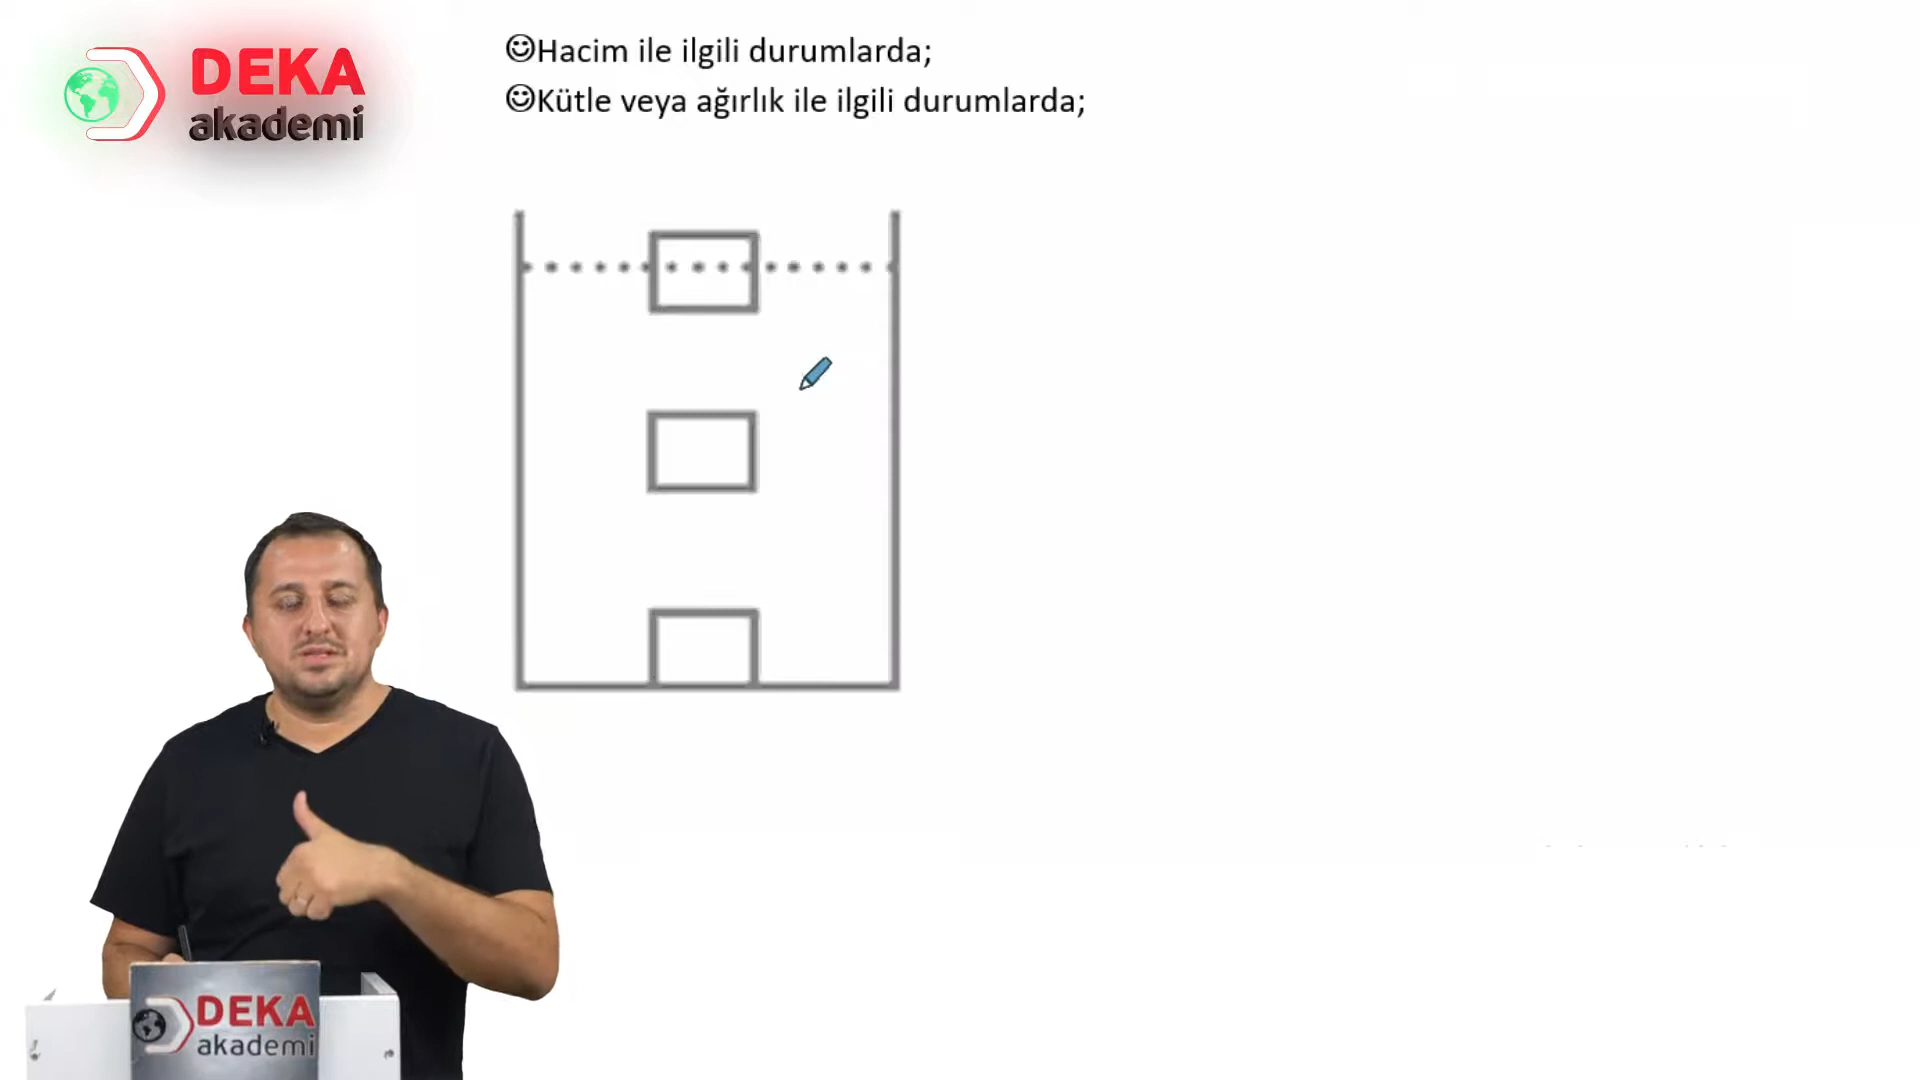 DEKA
akademi
☺Hacim ile ilgili durumlarda;
☺Kütle veya ağırlık ile ilgili durumlarda;
DEKA
akademi